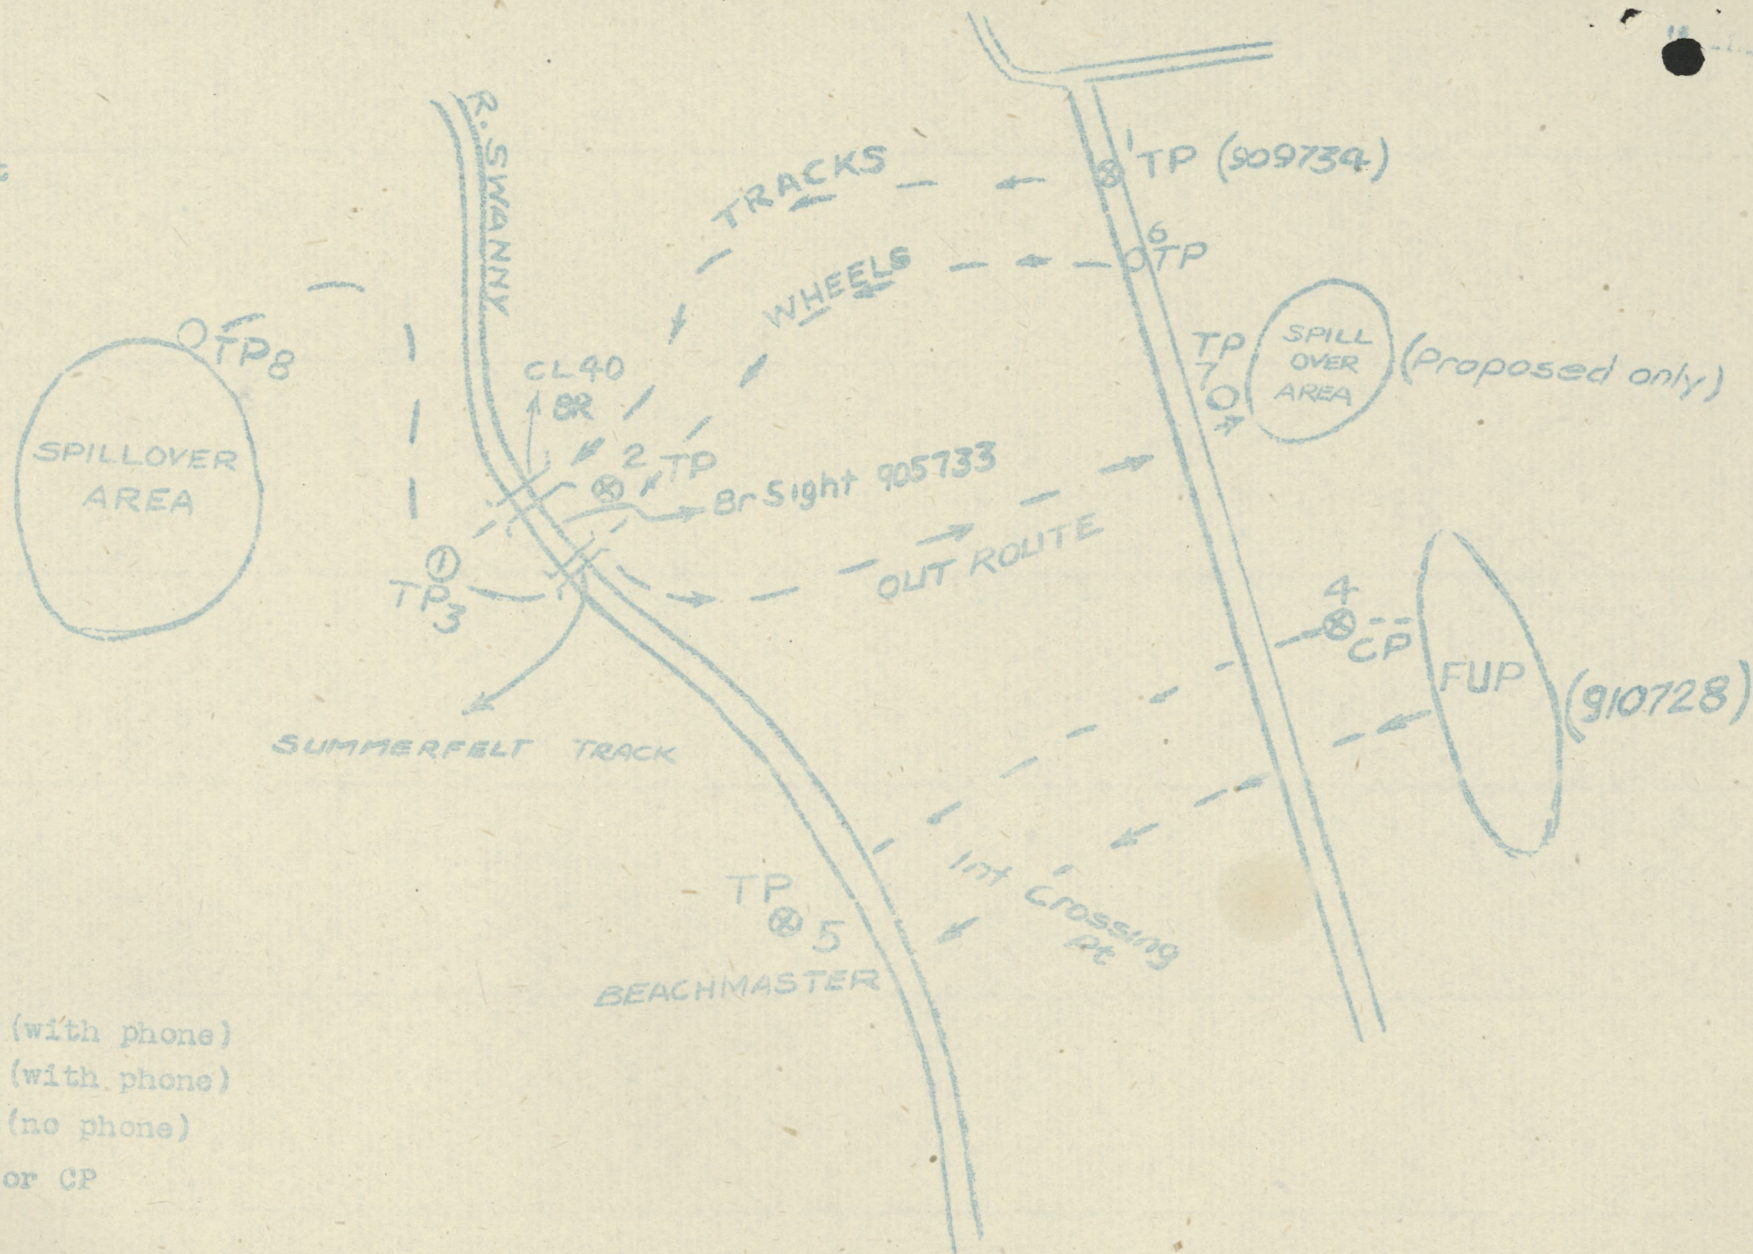 R. SWANNY
TRACKS
1 TP (909734)
WHEELS
6 TP
TP 8
SPILLOVER
AREA
CL40
BR
TP
7
SPILL
OVER
AREA
(Proposed only)
2 TP
Br Sight 905733
OUT ROUTE
1
TP 3
4
CP
FUP
(910728)
SUMMERFELT TRACK
Int Crossing
Pt
TP
5
BEACHMASTER
(with phone)
(with phone)
(no phone)
or CP